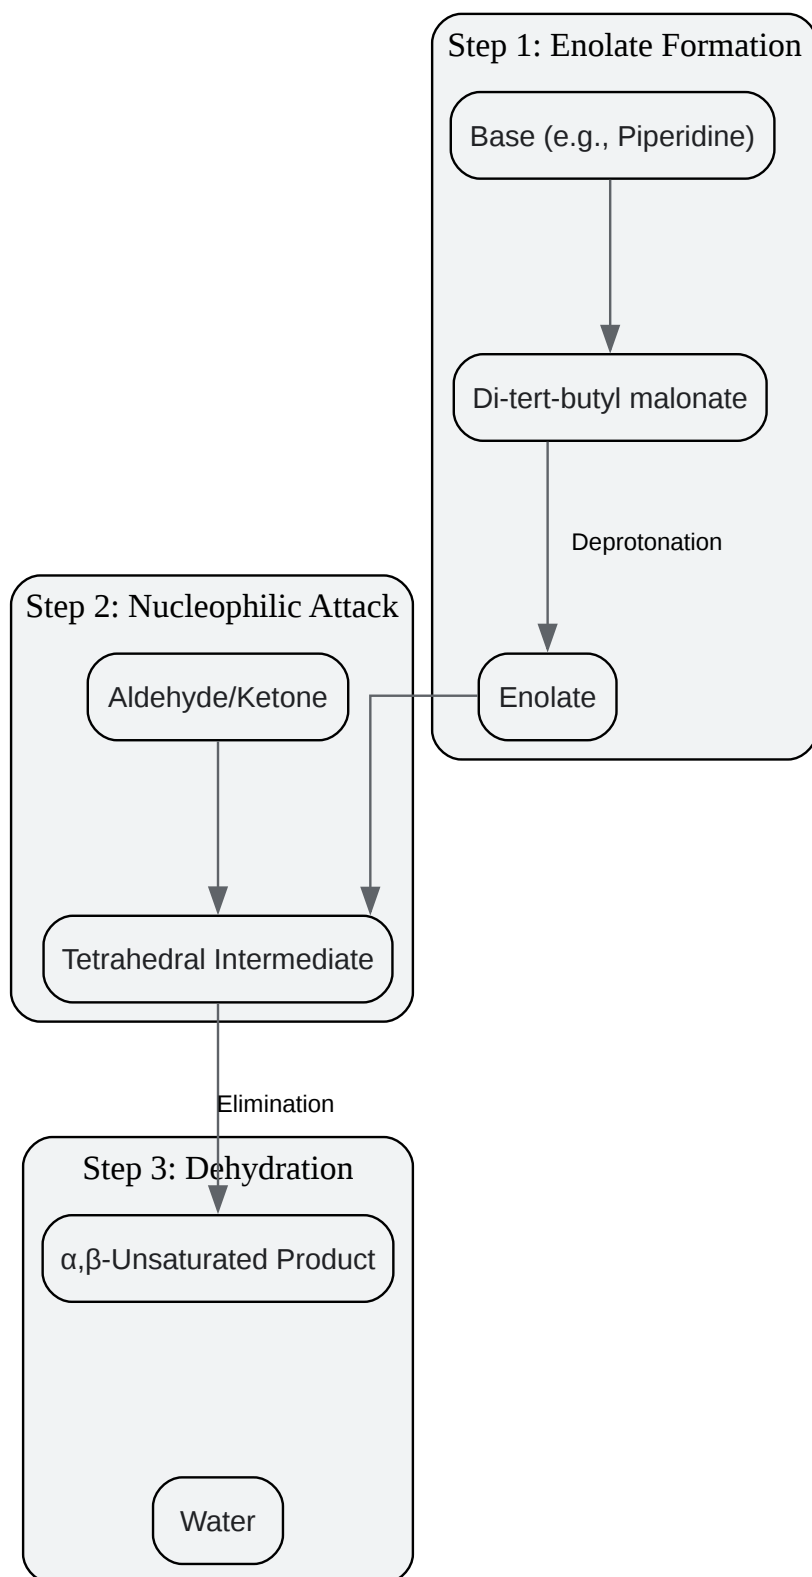 Step 1: Enolate Formation
Base (e.g., Piperidine)
Di-tert-butyl malonate
Deprotonation
Enolate
Step 2: Nucleophilic Attack
Aldehyde/Ketone
Tetrahedral Intermediate
Elimination
Step 3: Dehydration
α,β-Unsaturated Product
Water